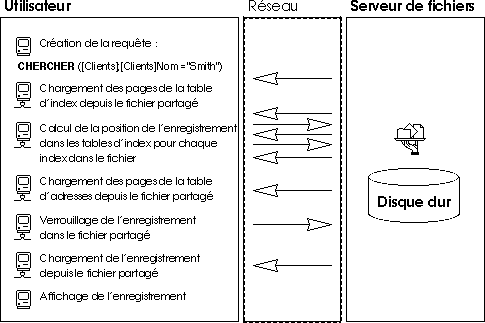 Utilisateur
Réseau
Serveur de fichiers
Création de la requête :
CHERCHER ([Clients];[Clients]Nom ="Smith")
Chargement des pages de la table
d'index depuis le fichier partagé
Calcul de la position de l'enregistrement
dans les tables d'index pour chaque
index dans le fichier
Chargement des pages de la table
d'adresses depuis le fichier partagé
Verrouillage de l'enregistrement
dans le fichier partagé
Chargement de l'enregistrement
depuis le fichier partagé
Affichage de l'enregistrement
Disque dur